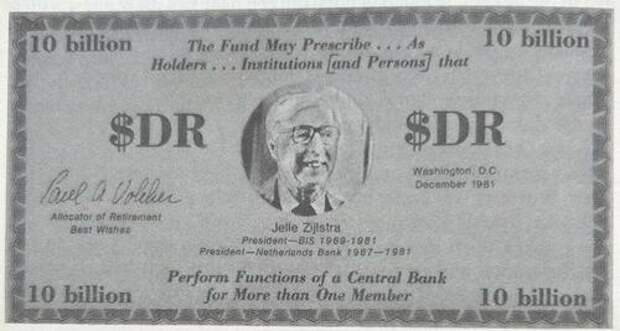 10 billion
10 billion
The Fund May Prescribe . . . As
Holders . . . Institutions [and Persons] that
$DR
$DR
Washington, D.C.
December 1981
Paul A Volcker
Allocator of Retirement
Best Wishes
Jelle Zijlstra
President—BIS 1969-1981
President—Netherlands Bank 1967—1981
Perform Functions of a Central Bank
for More than One Member
10 billion
10 billion